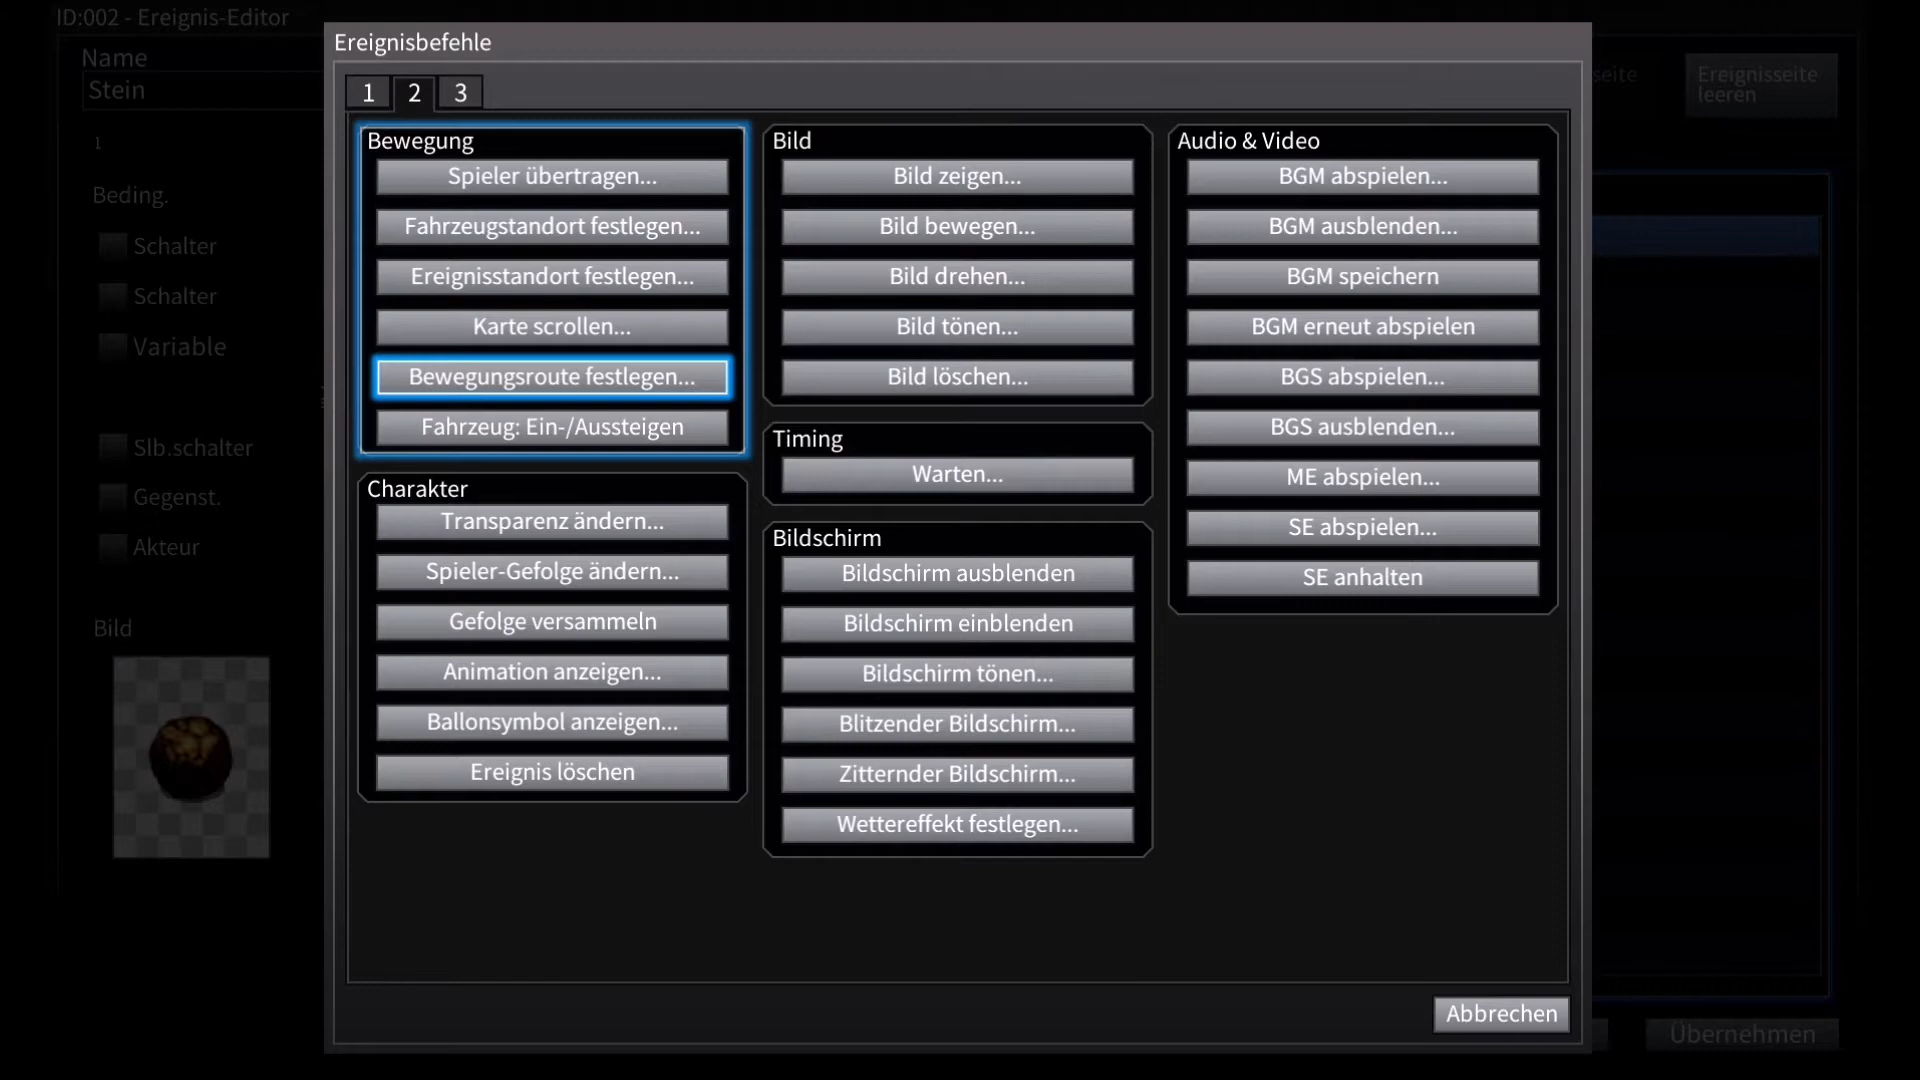 ID:002 - Ereignis-Editor
Name
Stein
1
Beding.
Schalter
Schalter
Variable
Slb.schalter
Gegenst.
Akteur
Bild
Ereignisbefehle
1 2 3
Bewegung
Spieler übertragen...
Fahrzeugstandort festlegen...
Ereignisstandort festlegen...
Karte scrollen...
Bewegungsroute festlegen...
Fahrzeug: Ein-/Aussteigen
Charakter
Transparenz ändern...
Spieler-Gefolge ändern...
Gefolge versammeln
Animation anzeigen...
Ballonsymbol anzeigen...
Ereignis löschen
Bild
Bild zeigen...
Bild bewegen...
Bild drehen...
Bild tönen...
Bild löschen...
Timing
Warten...
Bildschirm
Bildschirm ausblenden
Bildschirm einblenden
Bildschirm tönen...
Blitzender Bildschirm...
Zitternder Bildschirm...
Wettereffekt festlegen...
Audio & Video
BGM abspielen...
BGM ausblenden...
BGM speichern
BGM erneut abspielen
BGS abspielen...
BGS ausblenden...
ME abspielen...
SE abspielen...
SE anhalten
Abbrechen
seite
Ereignisseite
leeren
Übernehmen